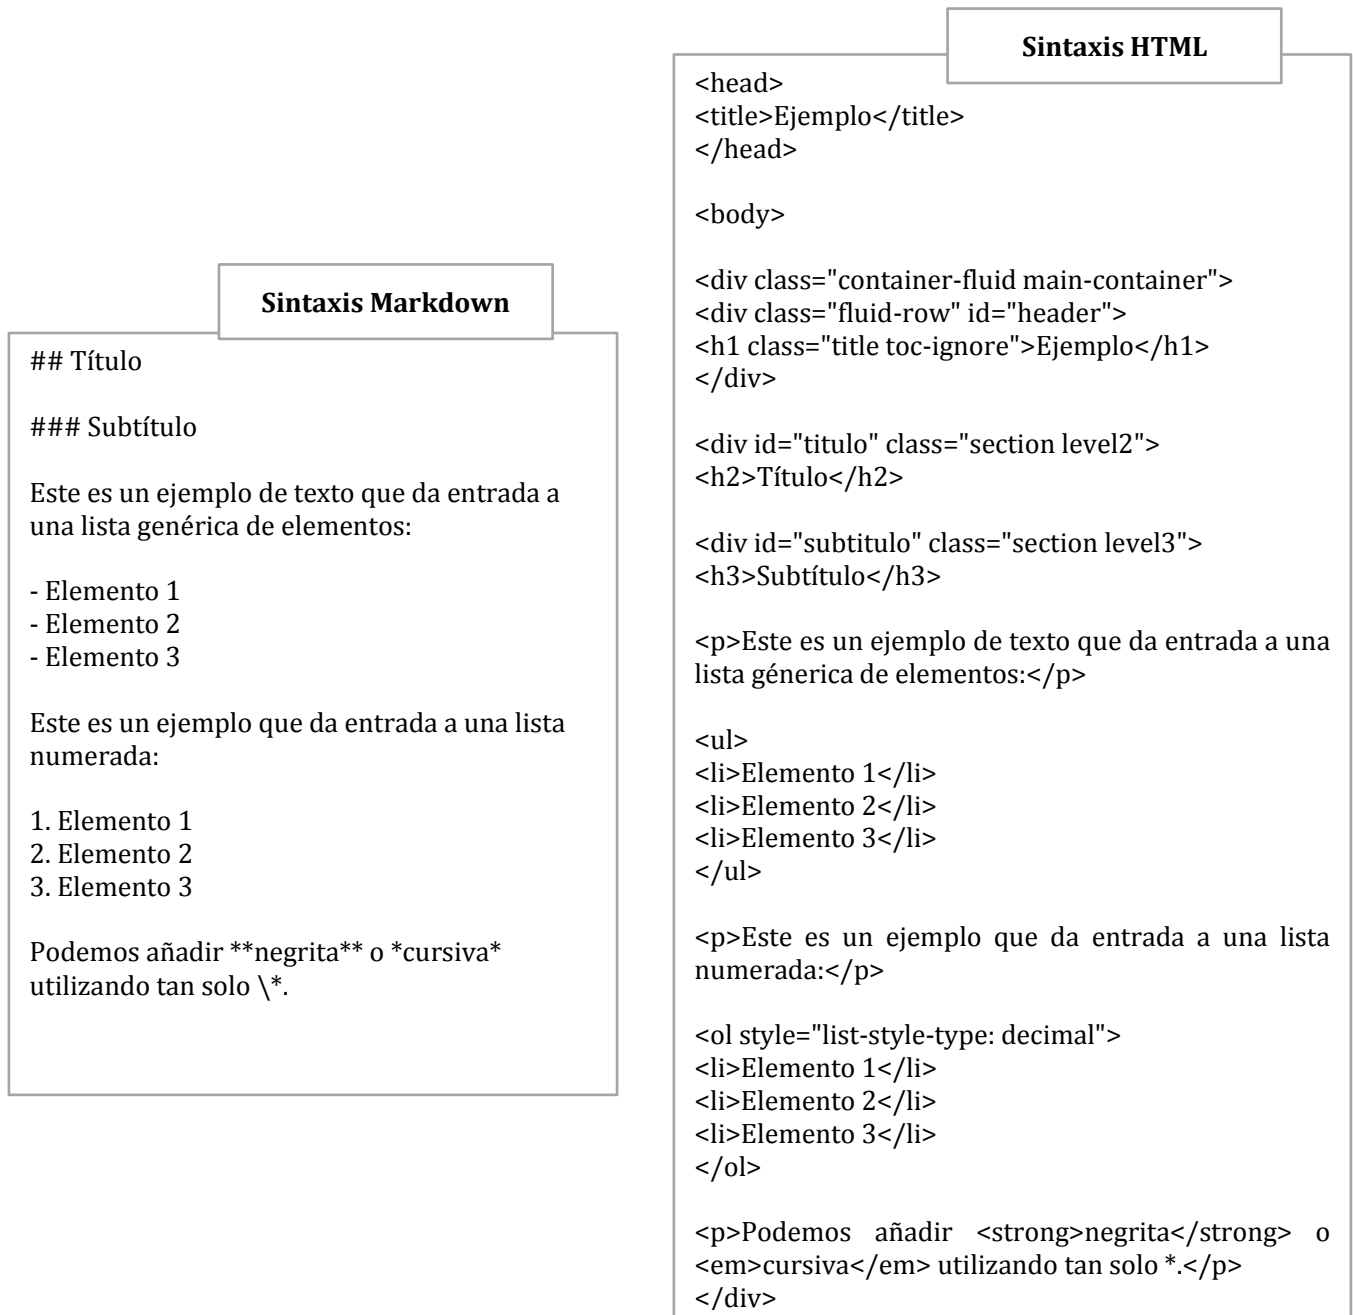 Sintaxis Markdown
## Título
### Subtítulo
Este es un ejemplo de texto que da entrada a
una lista genérica de elementos:
- Elemento 1
- Elemento 2
- Elemento 3
Este es un ejemplo que da entrada a una lista
numerada:
1. Elemento 1
2. Elemento 2
3. Elemento 3
Podemos añadir **negrita** o *cursiva*
utilizando tan solo \*.
Sintaxis HTML
<head>
<title>Ejemplo</title>
</head>
<body>
<div class="container-fluid main-container">
<div class="fluid-row" id="header">
<h1 class="title toc-ignore">Ejemplo</h1>
</div>
<div id="titulo" class="section level2">
<h2>Título</h2>
<div id="subtitulo" class="section level3">
<h3>Subtítulo</h3>
<p>Este es un ejemplo de texto que da entrada a una
lista génerica de elementos:</p>
<ul>
<li>Elemento 1</li>
<li>Elemento 2</li>
<li>Elemento 3</li>
</ul>
<p>Este es un ejemplo que da entrada a una lista
numerada:</p>
<ol style="list-style-type: decimal">
<li>Elemento 1</li>
<li>Elemento 2</li>
<li>Elemento 3</li>
</ol>
<p>Podemos añadir <strong>negrita</strong> o
<em>cursiva</em> utilizando tan solo *.</p>
</div>